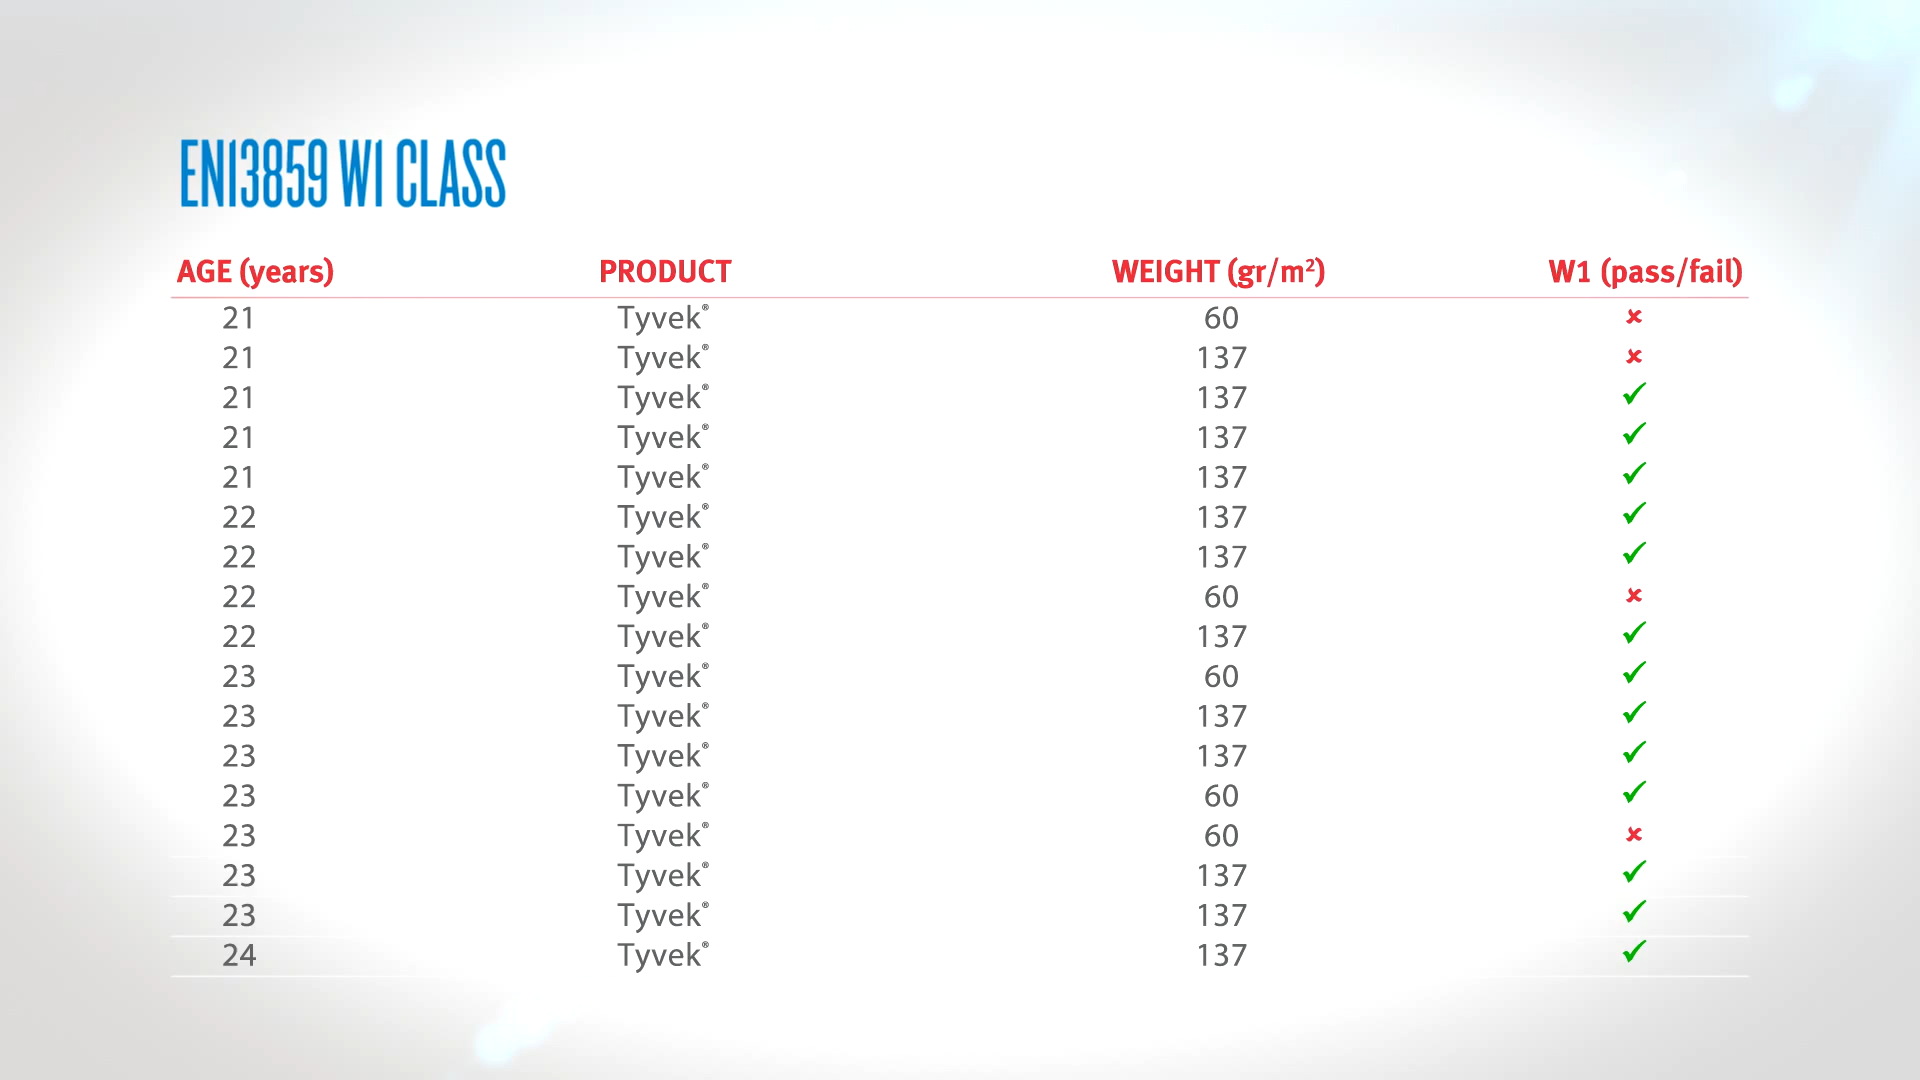 EN13859 W1 CLASS
AGE (years) PRODUCT WEIGHT (gr/m²) W1 (pass/fail)
21 Tyvek® 60 ✘
21 Tyvek® 137 ✘
21 Tyvek® 137 ✓
21 Tyvek® 137 ✓
21 Tyvek® 137 ✓
22 Tyvek® 137 ✓
22 Tyvek® 137 ✓
22 Tyvek® 60 ✘
22 Tyvek® 137 ✓
23 Tyvek® 60 ✓
23 Tyvek® 137 ✓
23 Tyvek® 137 ✓
23 Tyvek® 60 ✓
23 Tyvek® 60 ✘
23 Tyvek® 137 ✓
23 Tyvek® 137 ✓
24 Tyvek® 137 ✓